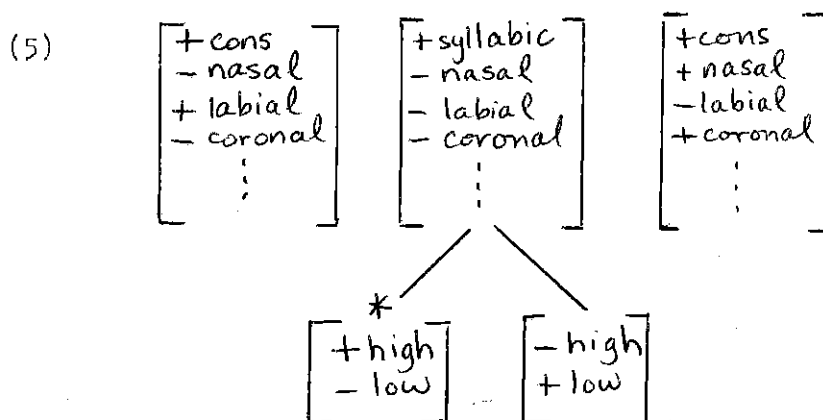 (5)
+ cons + syllabic + cons
- nasal - nasal + nasal
+ labial - labial - labial
- coronal - coronal + coronal
*
+ high - high
- low + low